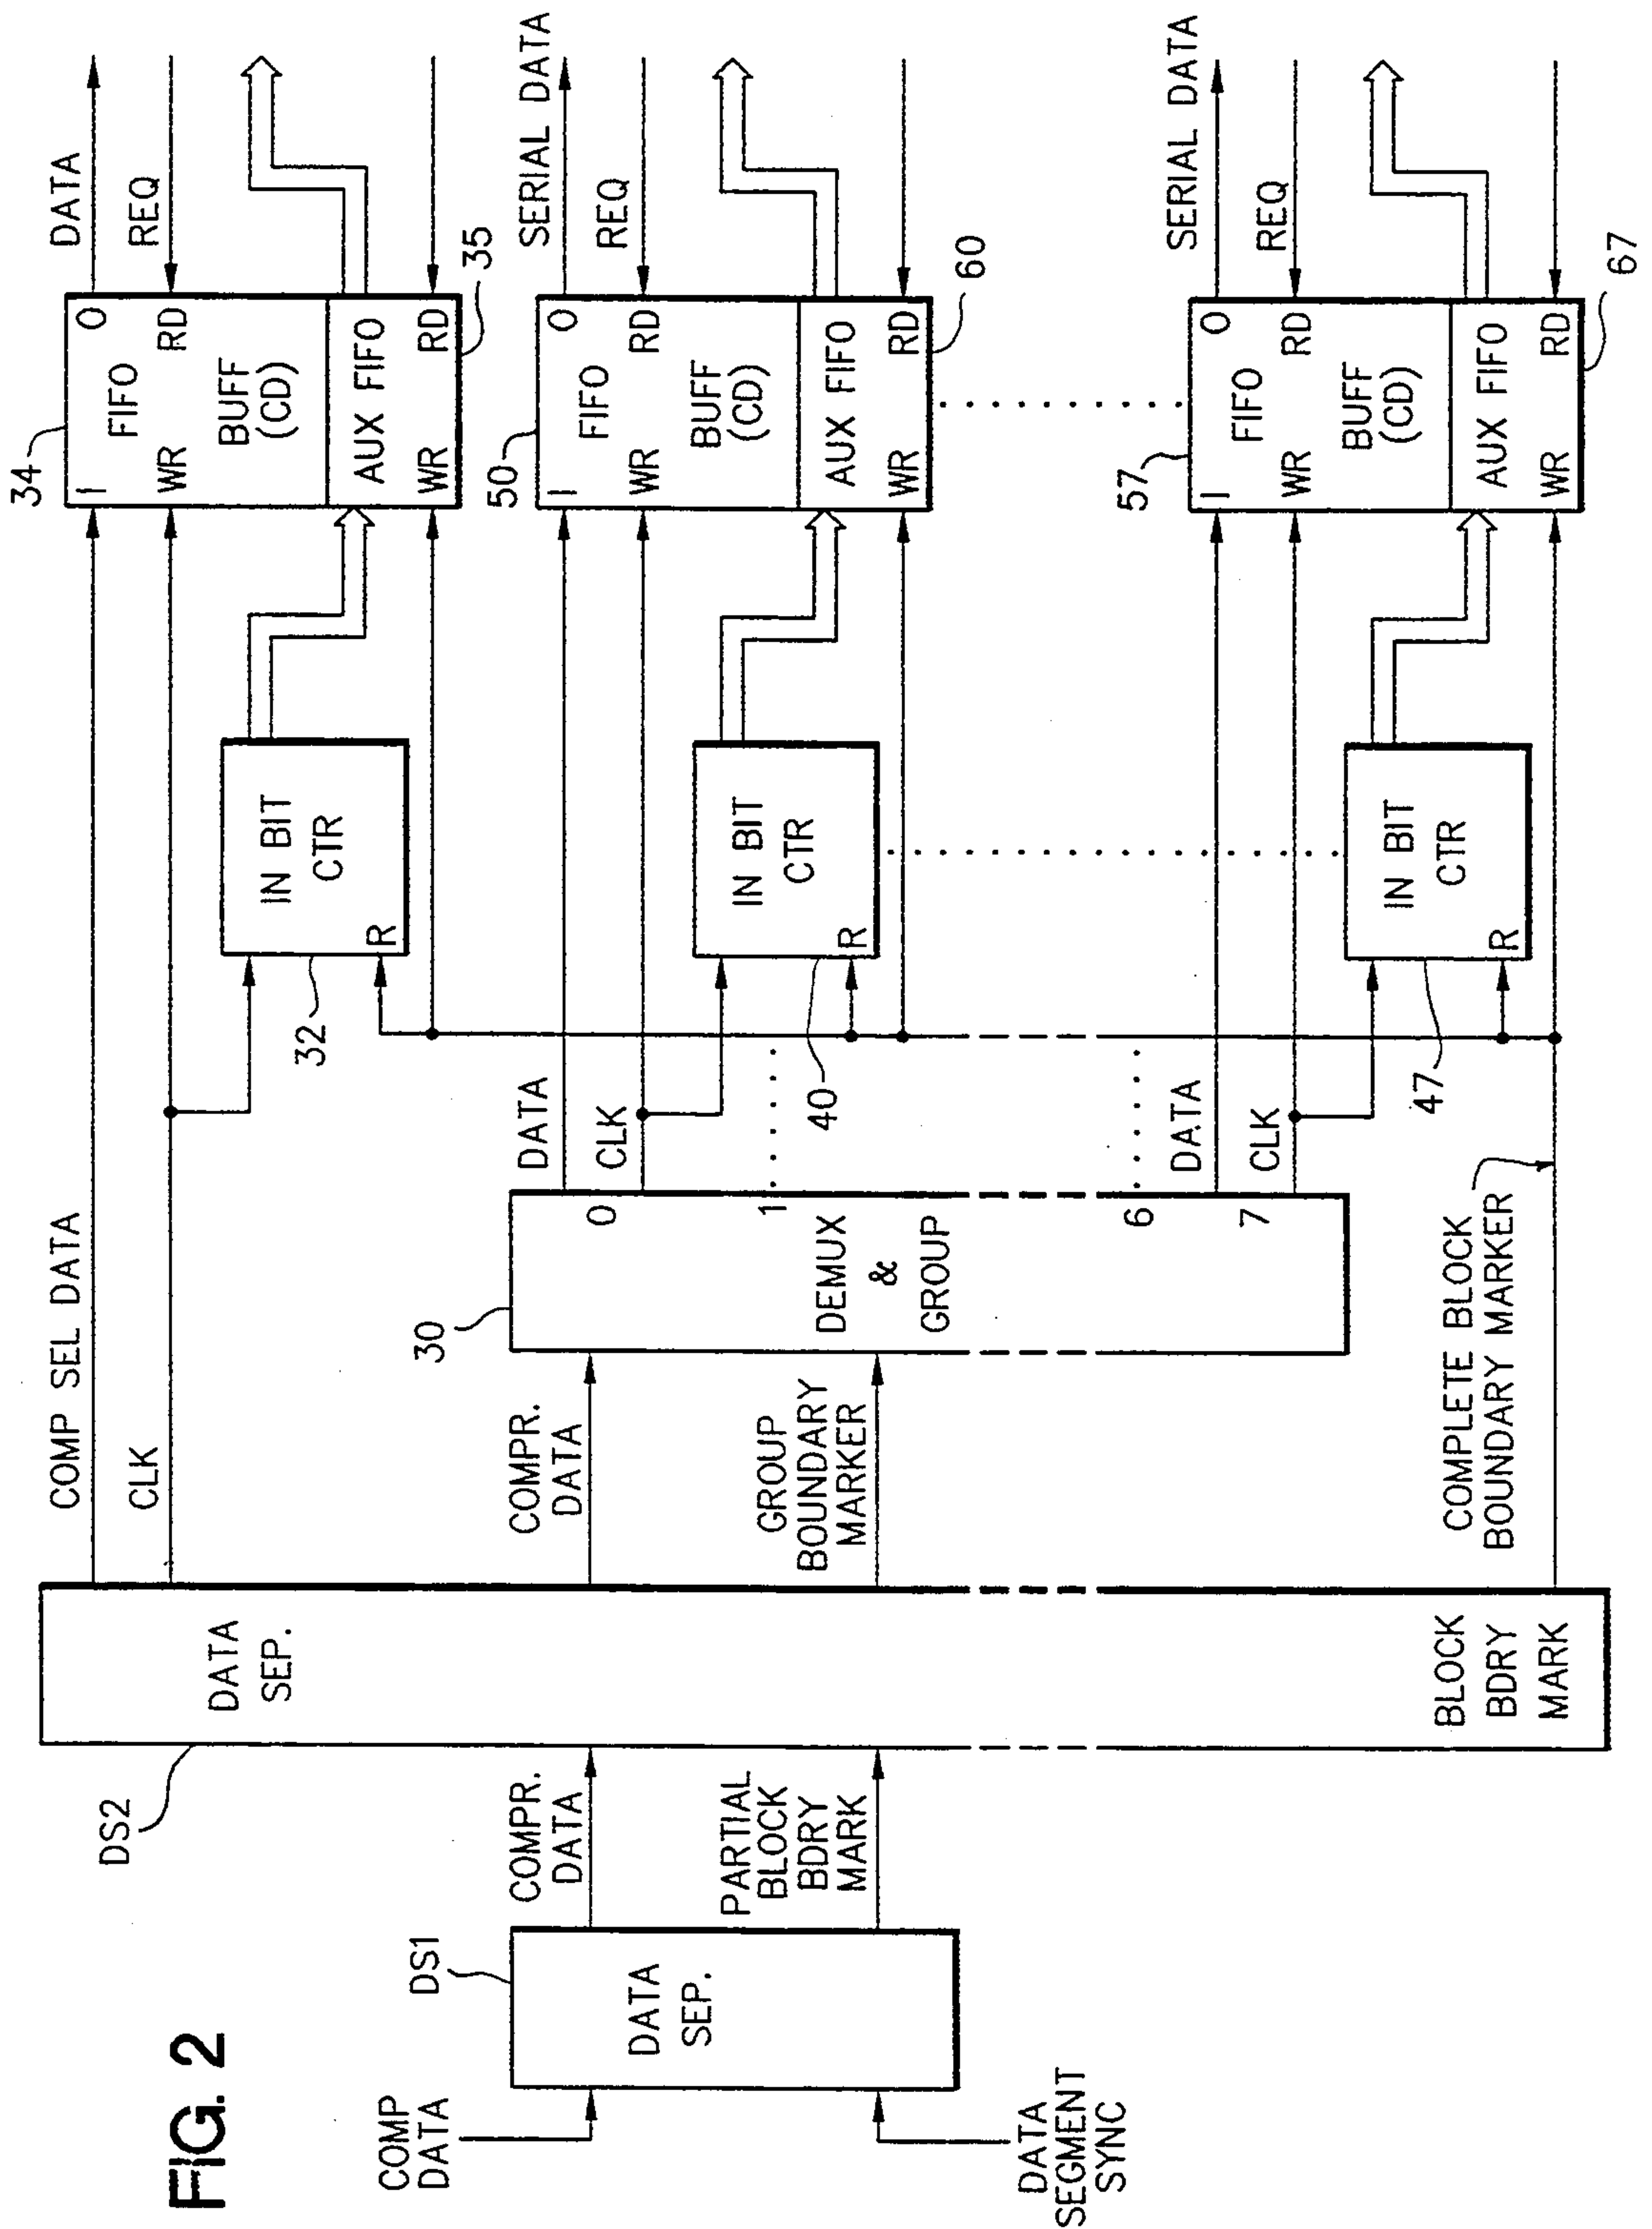 FIG. 2
COMP
DATA
DATA
SEGMENT
SYNC
DS1
DATA
SEP.
COMPR.
DATA
PARTIAL
BLOCK
BDRY
MARK
DS2
DATA
SEP.
BLOCK
BDRY
MARK
COMP SEL DATA
CLK
COMPR.
DATA
GROUP
BOUNDARY
MARKER
COMPLETE BLOCK
BOUNDARY MARKER
30
DEMUX
&
GROUP
0
1
6
7
DATA
CLK
DATA
CLK
32
IN BIT
CTR
R
40
IN BIT
CTR
R
47
IN BIT
CTR
R
34
I
O
FIFO
WR
RD
BUFF
(CD)
AUX FIFO
WR
RD
35
DATA
REQ
50
I
O
FIFO
WR
RD
BUFF
(CD)
AUX FIFO
WR
RD
60
SERIAL DATA
REQ
57
I
O
FIFO
WR
RD
BUFF
(CD)
AUX FIFO
WR
RD
67
SERIAL DATA
REQ